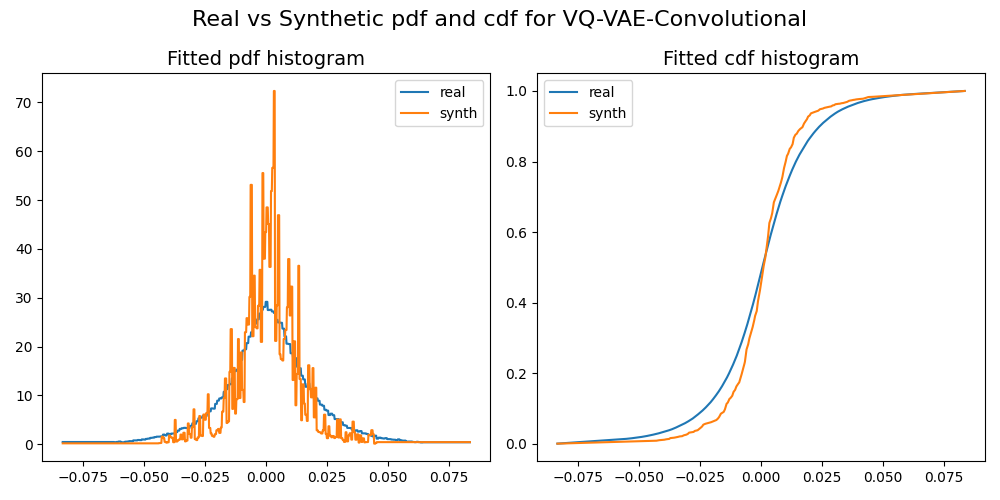 Real vs Synthetic pdf and cdf for VQ-VAE-Convolutional
Fitted pdf histogram
real
synth
70
60
50
40
30
20
10
0
−0.075 −0.050 −0.025 0.000 0.025 0.050 0.075
Fitted cdf histogram
real
synth
1.0
0.8
0.6
0.4
0.2
0.0
−0.075 −0.050 −0.025 0.000 0.025 0.050 0.075